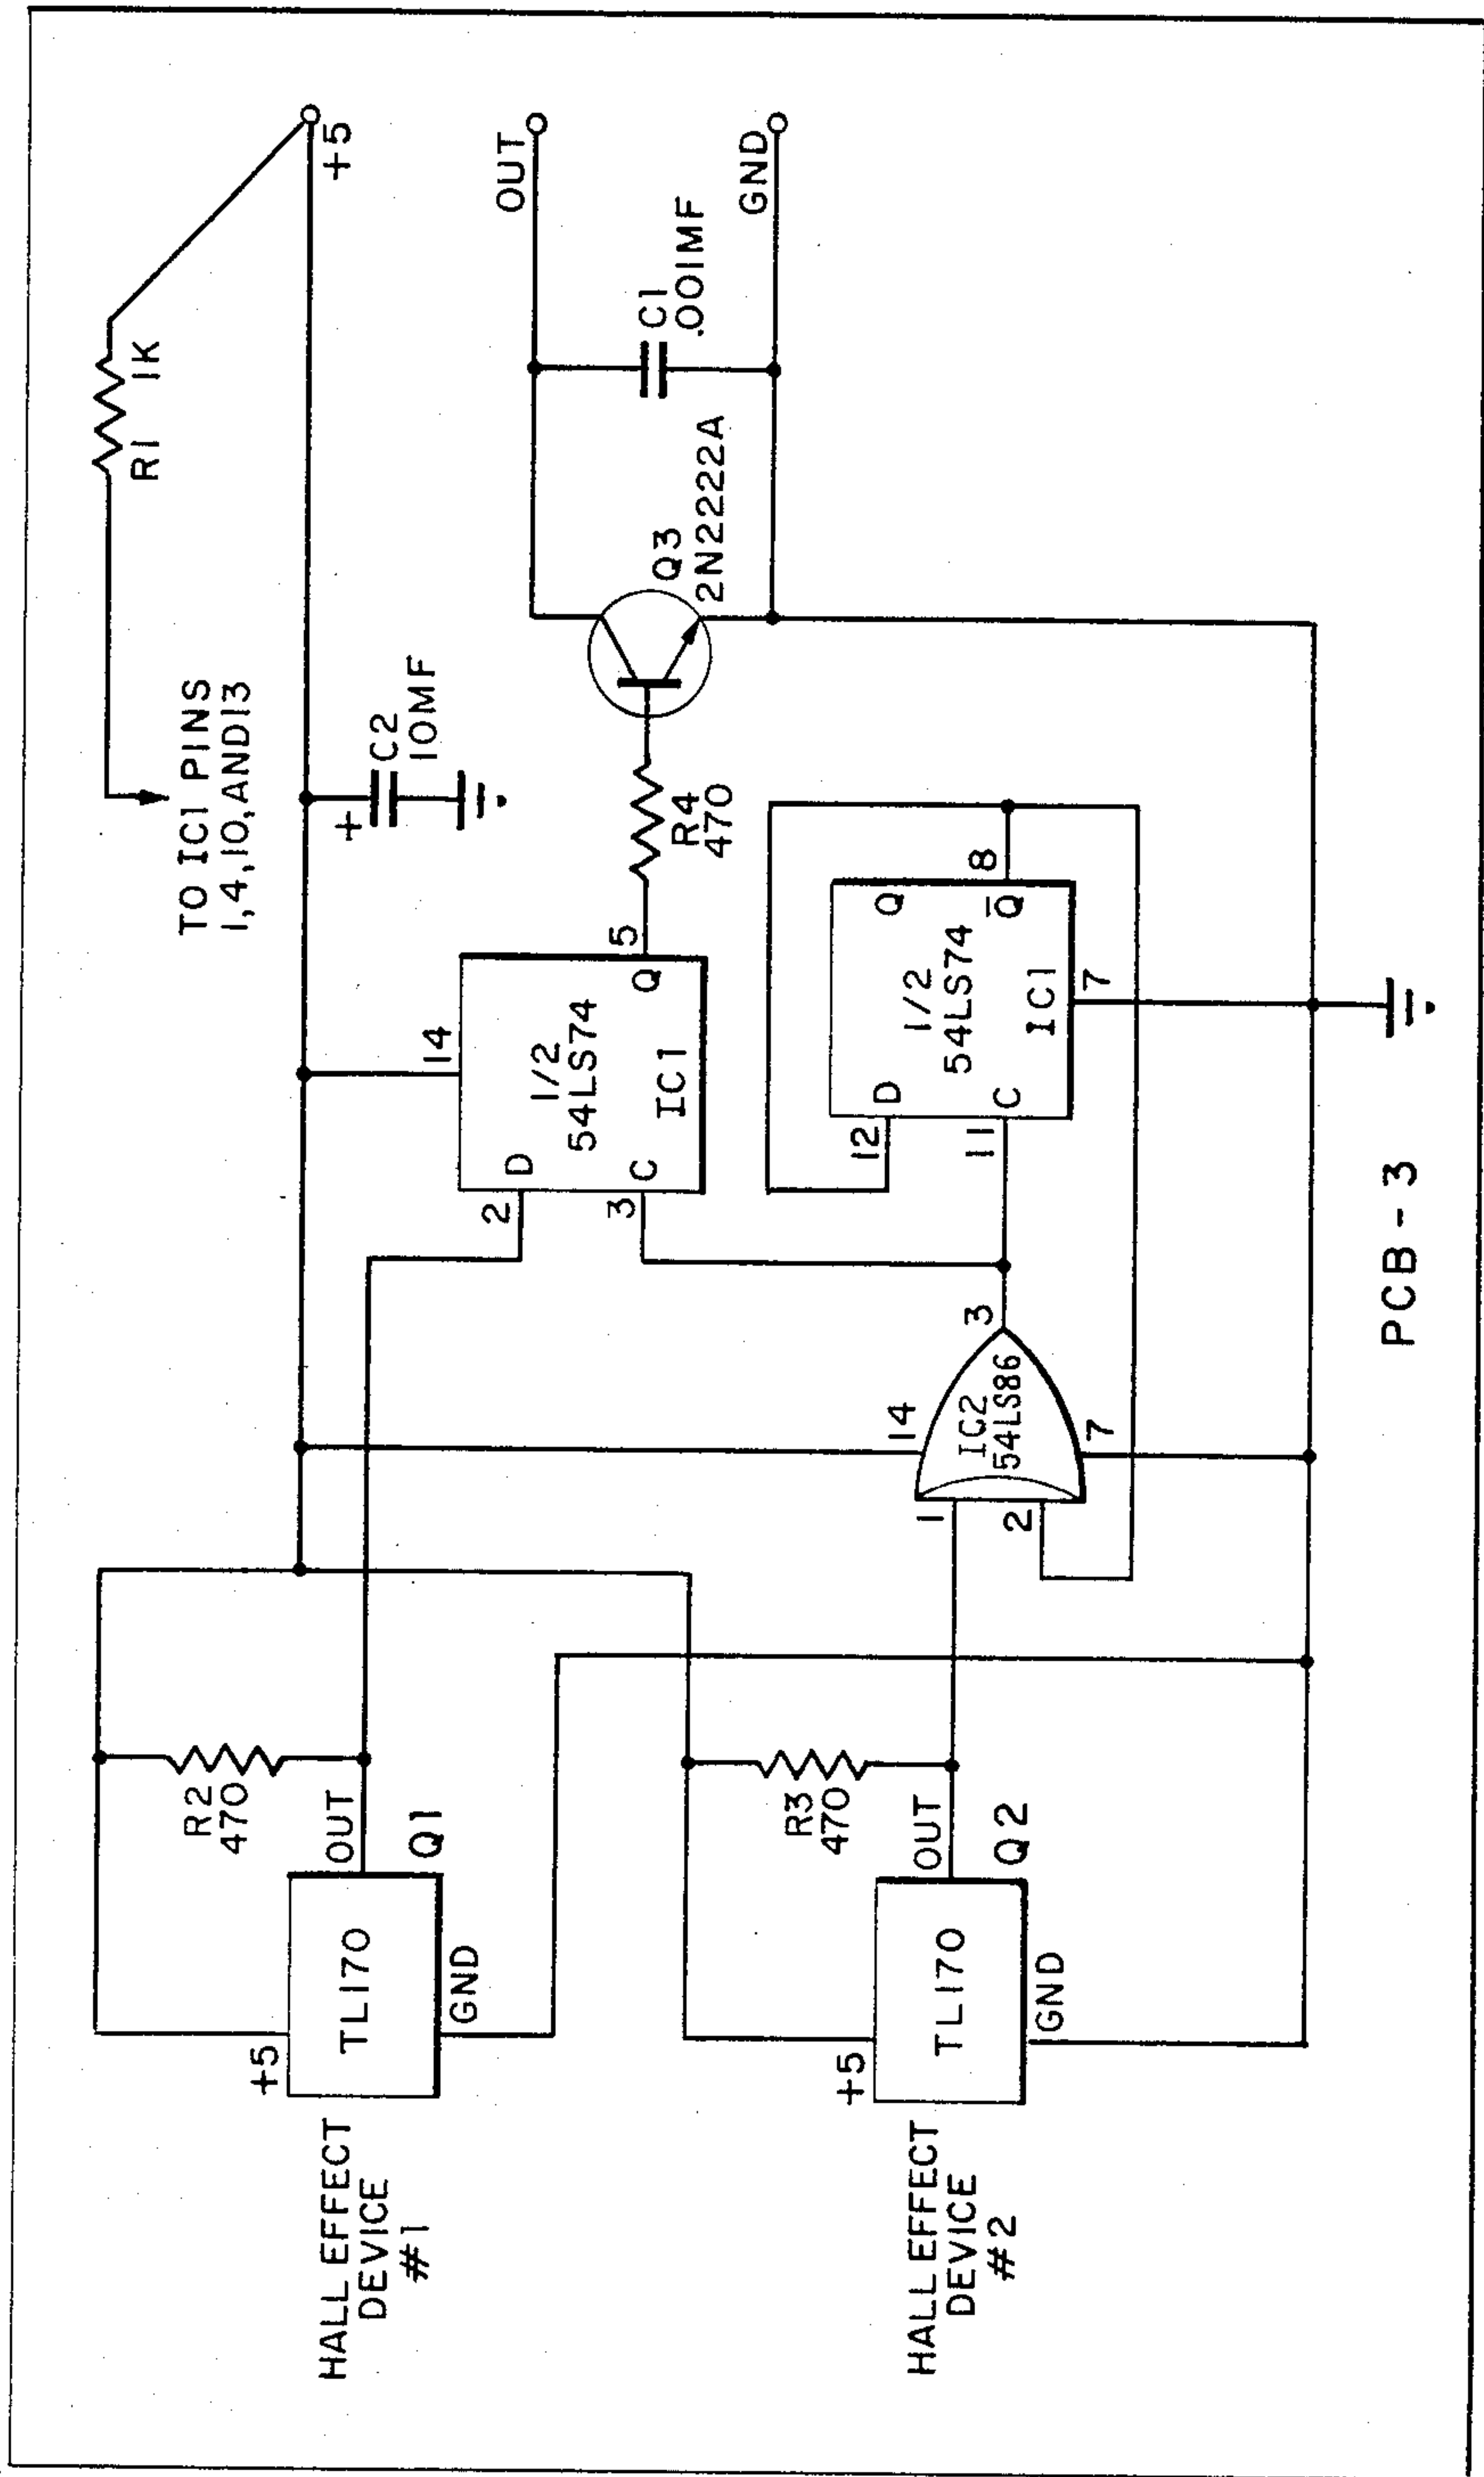 R1 1K
TO IC1 PINS
1,4,10,AND13
+5
C2
10MF
+
OUT
C1
.001MF
GND
Q3
2N2222A
R4
470
14
D
2
1/2
54LS74
IC1
C
3
Q
5
D
12
1/2
54LS74
IC1
C
11
Q
Q̅
8
7
IC2
54LS86
14
1
2
3
7
R2
470
OUT
Q1
+5
TL170
GND
HALL EFFECT
DEVICE
#1
R3
470
OUT
Q2
+5
TL170
GND
HALL EFFECT
DEVICE
#2
PCB-3